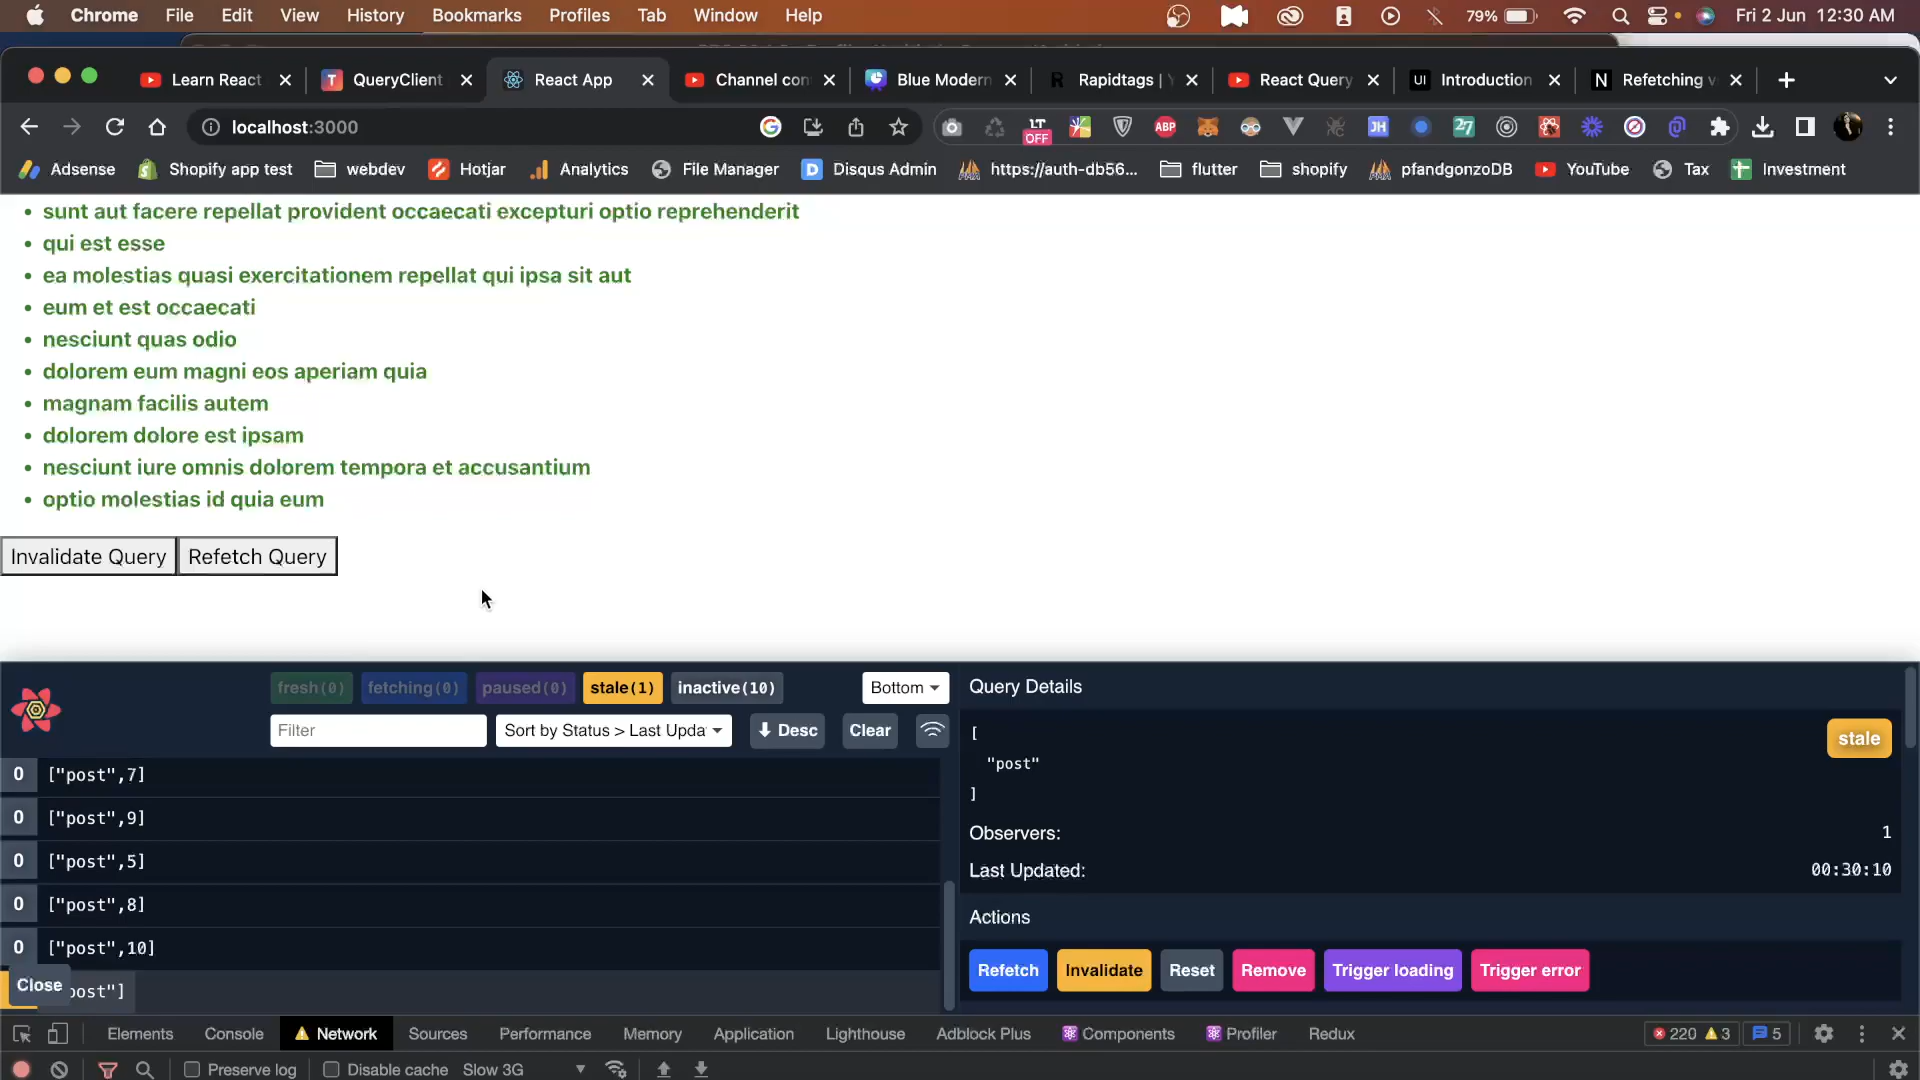 Chrome File Edit View History Bookmarks Profiles Tab Window Help 79% Fri 2 Jun 12:30 AM
Learn React QueryClient React App Channel con Blue Modern Rapidtags | Y React Query Introduction Refetching v
localhost:3000
LT OFF ABP JH 27
Adsense Shopify app test webdev Hotjar Analytics File Manager Disqus Admin https://auth-db56... flutter shopify pfandgonzoDB YouTube Tax Investment
• sunt aut facere repellat provident occaecati excepturi optio reprehenderit
• qui est esse
• ea molestias quasi exercitationem repellat qui ipsa sit aut
• eum et est occaecati
• nesciunt quas odio
• dolorem eum magni eos aperiam quia
• magnam facilis autem
• dolorem dolore est ipsam
• nesciunt iure omnis dolorem tempora et accusantium
• optio molestias id quia eum
Invalidate Query Refetch Query
fresh(0) fetching(0) paused(0) stale(1) inactive(10) Bottom
Filter Sort by Status > Last Upda Desc Clear
0 ["post",7]
0 ["post",9]
0 ["post",5]
0 ["post",8]
0 ["post",10]
Close post"]
Query Details
[
"post"
]
stale
Observers: 1
Last Updated: 00:30:10
Actions
Refetch Invalidate Reset Remove Trigger loading Trigger error
Elements Console Network Sources Performance Memory Application Lighthouse Adblock Plus Components Profiler Redux 220 3 5
Preserve log Disable cache Slow 3G